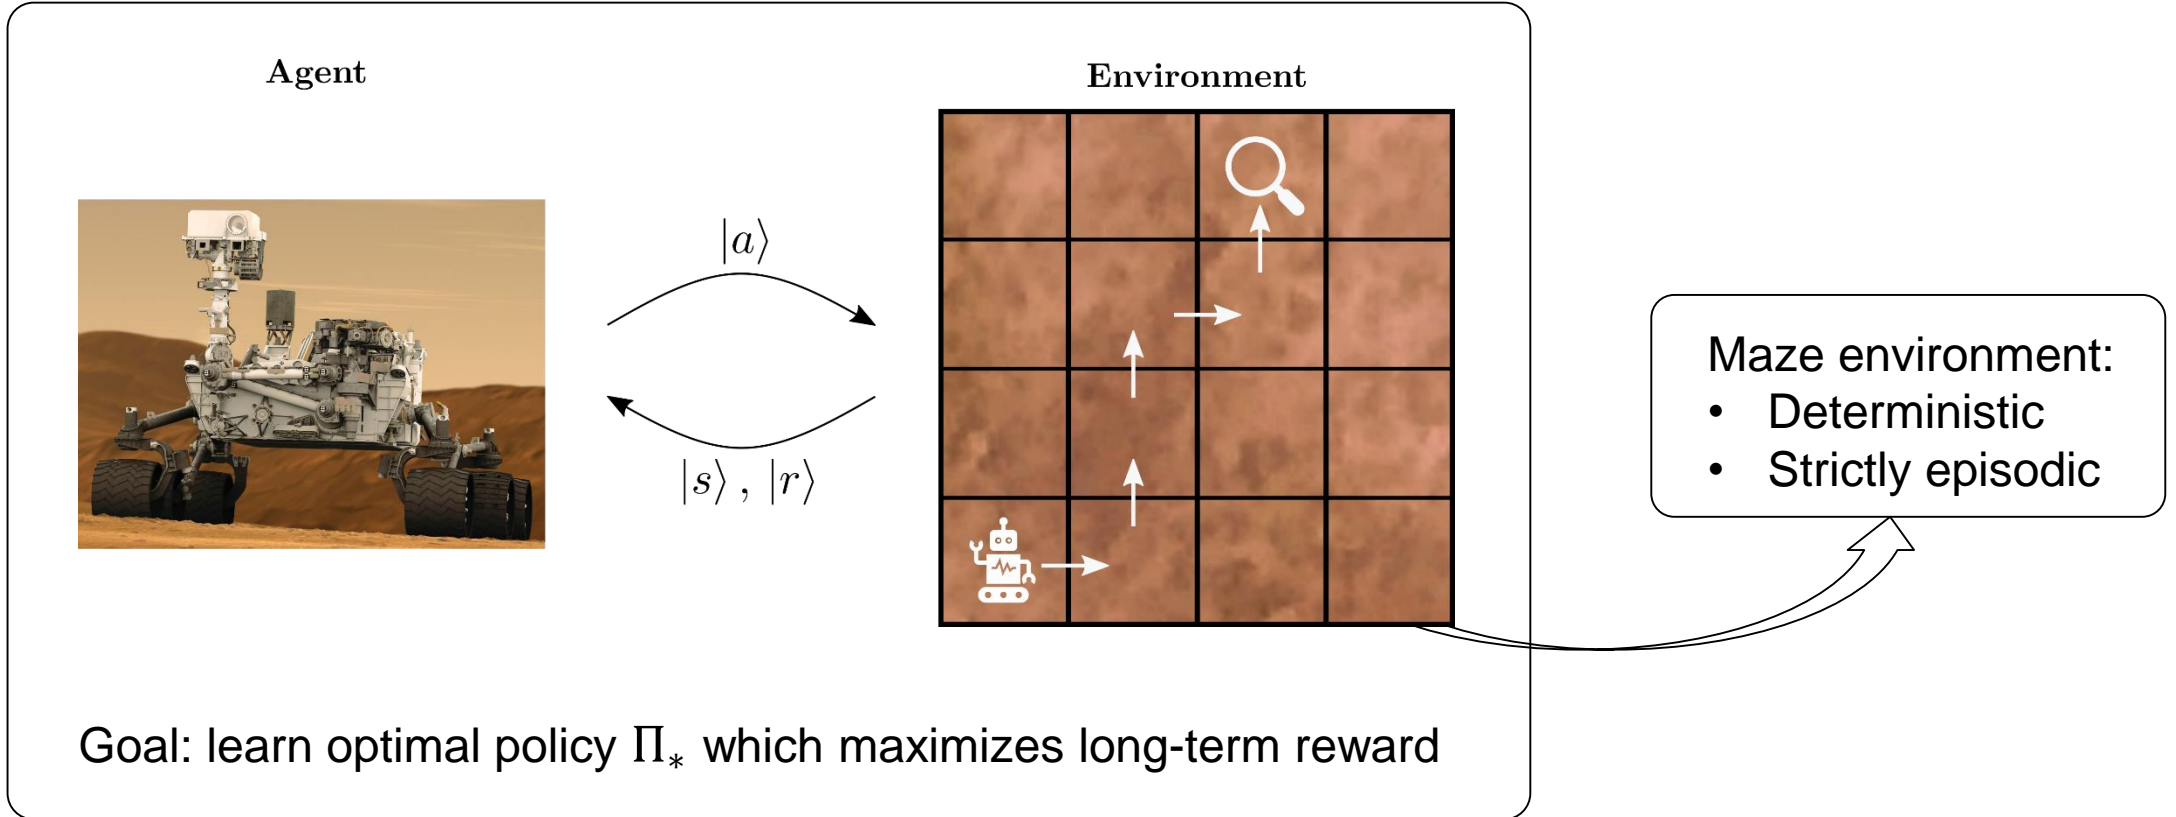 Agent
Environment
|a⟩
|s⟩ , |r⟩
Maze environment:
• Deterministic
• Strictly episodic
Goal: learn optimal policy Π* which maximizes long-term reward